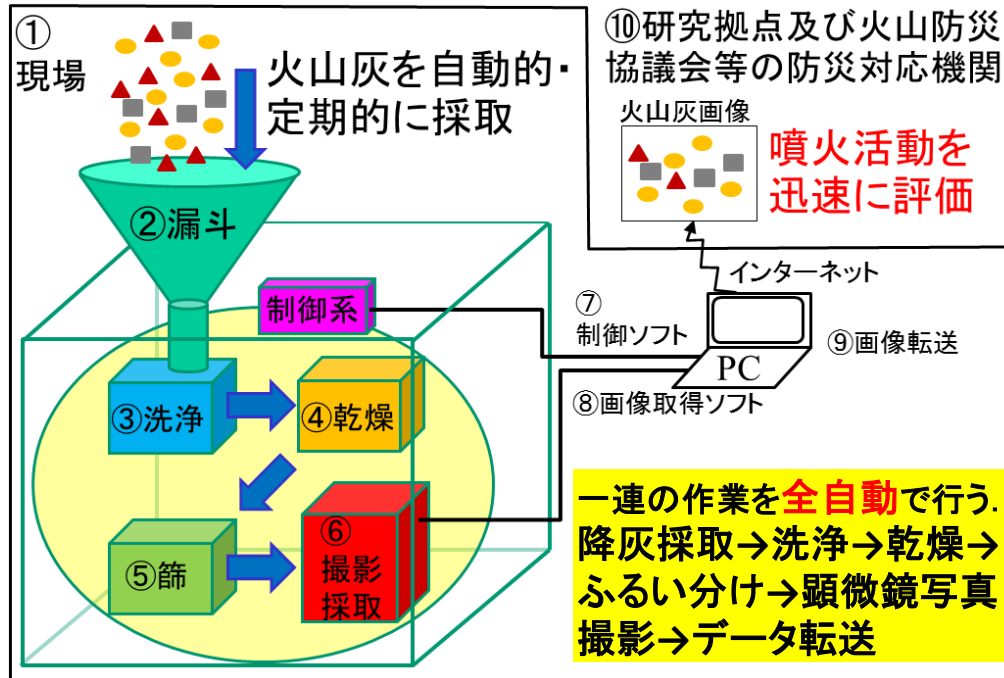 ①
現場
火山灰を自動的・
定期的に採取
②漏斗
制御系
③洗浄
④乾燥
⑤篩
⑥
撮影
採取
⑩研究拠点及び火山防災
協議会等の防災対応機関
火山灰画像
噴火活動を
迅速に評価
インターネット
⑦
制御ソフト
PC
⑨画像転送
⑧画像取得ソフト
一連の作業を全自動で行う.
降灰採取→洗浄→乾燥→
ふるい分け→顕微鏡写真
撮影→データ転送